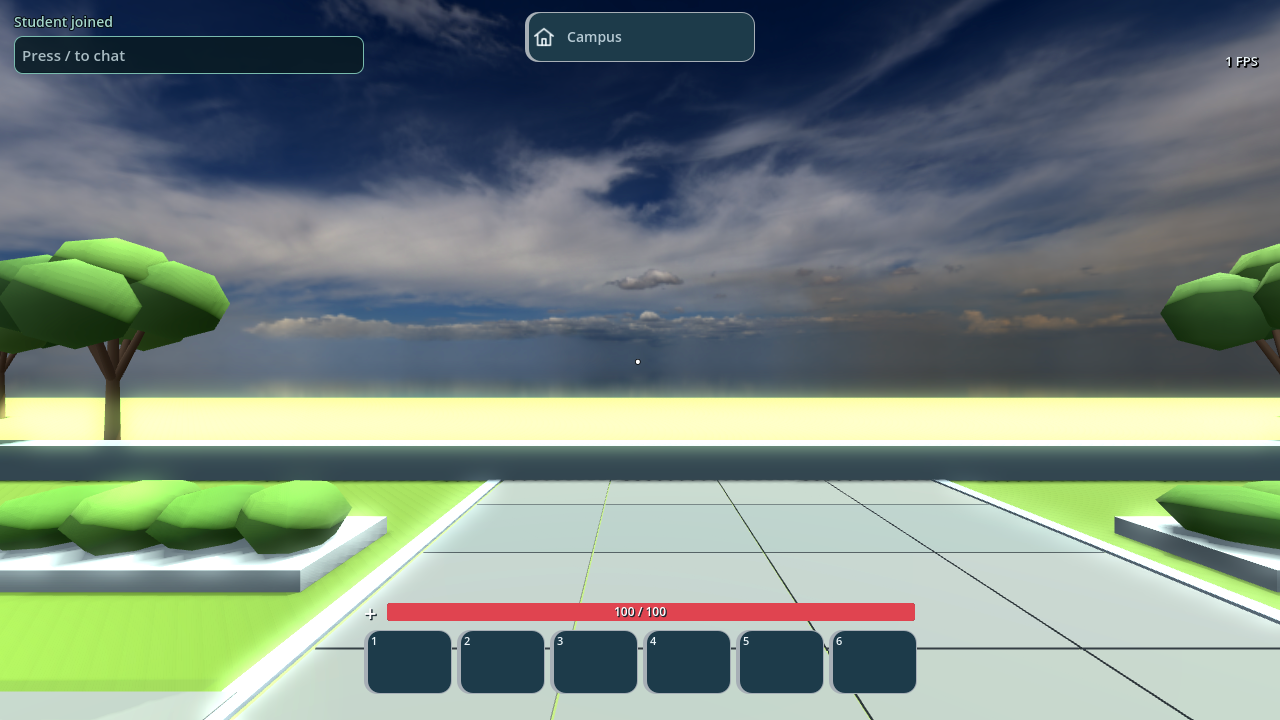 Student joined
Press / to chat
Campus
1 FPS
100 / 100
1 2 3 4 5 6